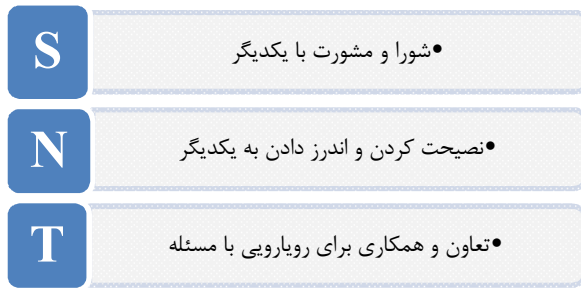 S
•شورا و مشورت با یکدیگر
N
•نصیحت کردن و اندرز دادن به یکدیگر
T
•تعاون و همکاری برای رویارویی با مسئله